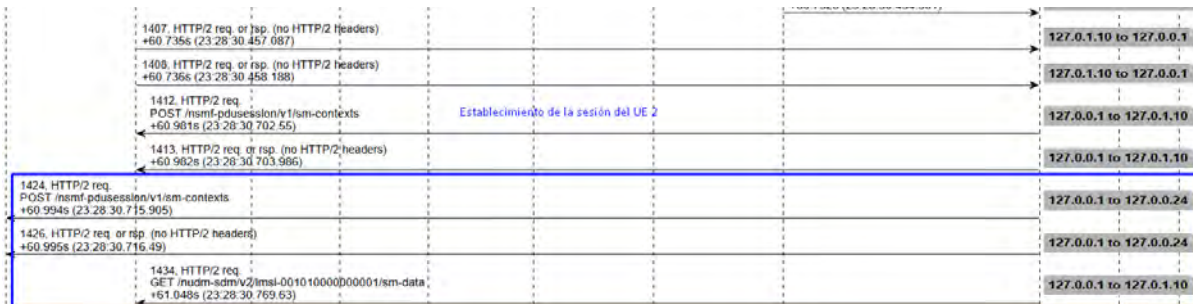 1407, HTTP/2 req. or rsp. (no HTTP/2 headers)
+60.735s (23:28:30.457.087)
127.0.1.10 to 127.0.0.1
1408, HTTP/2 req. or rsp. (no HTTP/2 headers)
+60.736s (23:28:30.458.188)
127.0.1.10 to 127.0.0.1
1412, HTTP/2 req.
POST /nsmf-pdusession/v1/sm-contexts
+60.981s (23:28:30.702.55)
Establecimiento de la sesión del UE 2
127.0.0.1 to 127.0.1.10
1413, HTTP/2 req. or rsp. (no HTTP/2 headers)
+60.982s (23:28:30.703.986)
127.0.0.1 to 127.0.1.10
1424, HTTP/2 req.
POST /nsmf-pdusession/v1/sm-contexts
+60.994s (23:28:30.715.905)
127.0.0.1 to 127.0.0.24
1426, HTTP/2 req. or rsp. (no HTTP/2 headers)
+60.995s (23:28:30.716.49)
127.0.0.1 to 127.0.0.24
1434, HTTP/2 req.
GET /nudm-sdm/v2/imsi-001010000000001/sm-data
+61.048s (23:28:30.769.63)
127.0.0.1 to 127.0.1.10